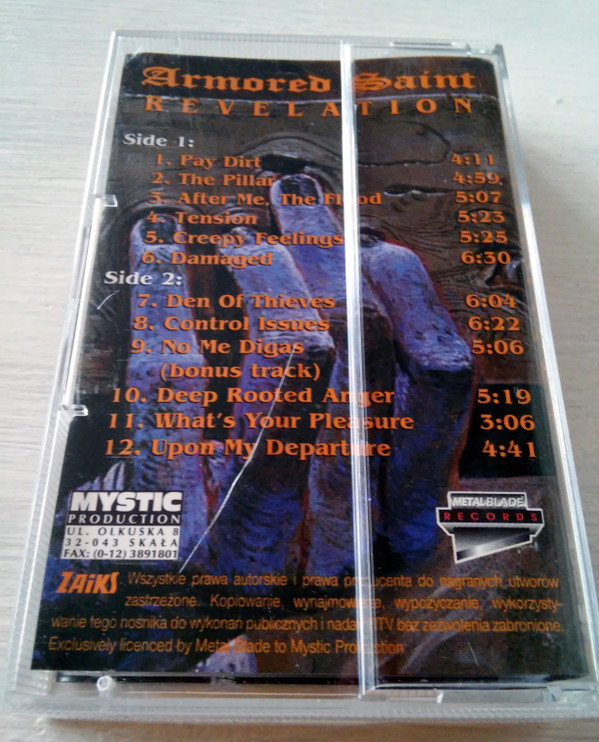 Armored Saint
REVELATION
Side 1:
1. Pay Dirt 4:11
2. The Pillar 4:59
3. After Me, The Flood 5:07
4. Tension 5:23
5. Creepy Feelings 5:25
6. Damaged 6:30
Side 2:
7. Den Of Thieves 6:04
8. Control Issues 6:22
9. No Me Digas 5:06
(bonus track)
10. Deep Rooted Anger 5:19
11. What's Your Pleasure 3:06
12. Upon My Departure 4:41
MYSTIC
PRODUCTION
UL. OLKUSKA 8
32-043 SKAŁA
FAX: (0-12) 3891801
METAL BLADE
RECORDS
ZAiKS
Wszystkie prawa autorskie i prawa producenta do nagranych utworów
zastrzeżone. Kopiowanie, wynajmowanie, wypożyczanie, wykorzysty-
wanie tego nośnika do wykonań publicznych i nadań RTV bez zezwolenia zabronione.
Exclusively licenced by Metal Blade to Mystic Production